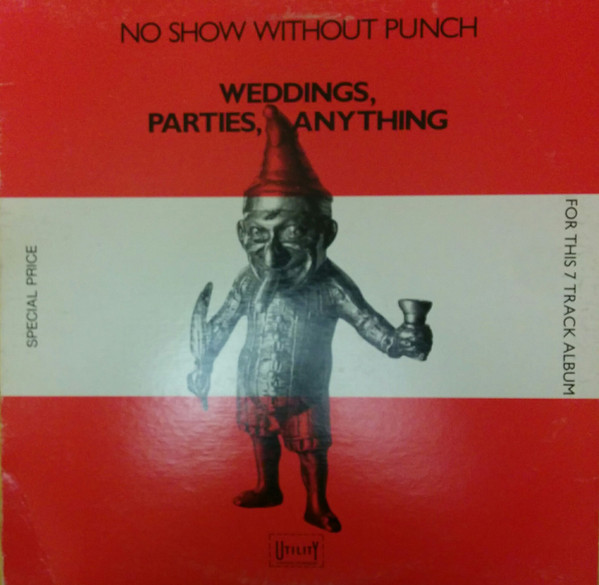 NO SHOW WITHOUT PUNCH
WEDDINGS,
PARTIES, ANYTHING
SPECIAL PRICE
FOR THIS 7 TRACK ALBUM
UTILITY